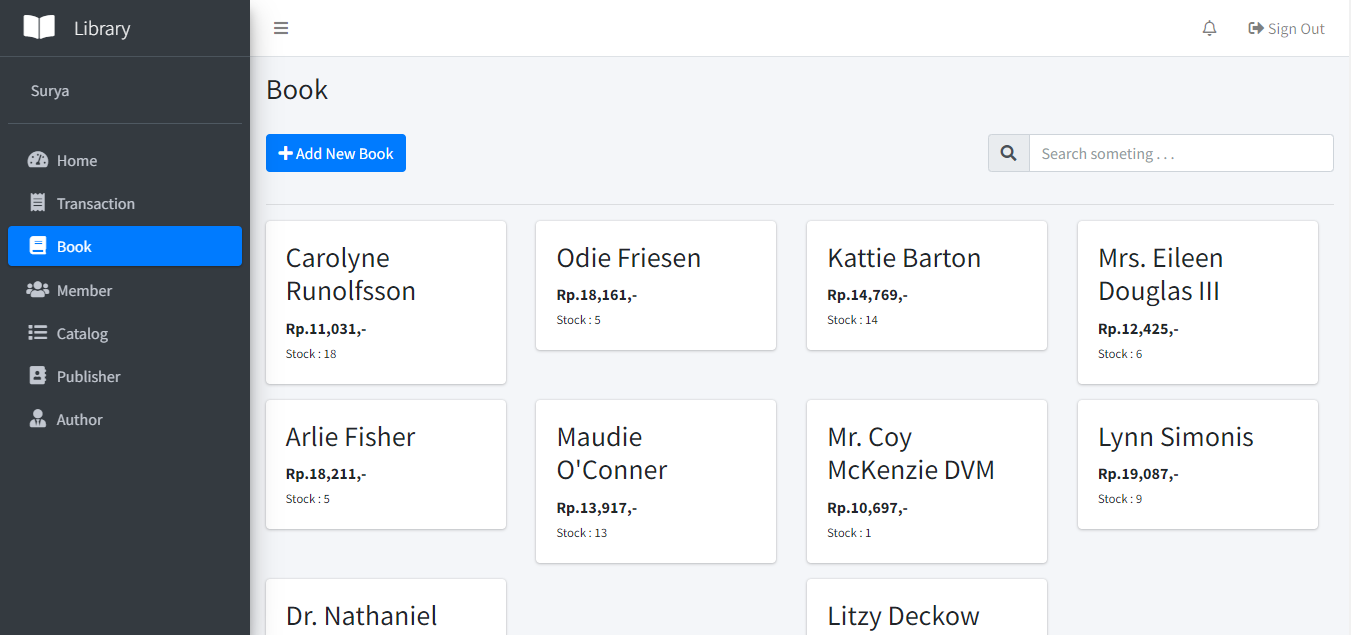 Library
Sign Out
Surya
Home
Transaction
Book
Member
Catalog
Publisher
Author
Book
Add New Book
Search someting . . .
Carolyne
Runolfsson
Rp.11,031,-
Stock : 18
Odie Friesen
Rp.18,161,-
Stock : 5
Kattie Barton
Rp.14,769,-
Stock : 14
Mrs. Eileen
Douglas III
Rp.12,425,-
Stock : 6
Arlie Fisher
Rp.18,211,-
Stock : 5
Maudie
O'Conner
Rp.13,917,-
Stock : 13
Mr. Coy
McKenzie DVM
Rp.10,697,-
Stock : 1
Lynn Simonis
Rp.19,087,-
Stock : 9
Dr. Nathaniel
Litzy Deckow